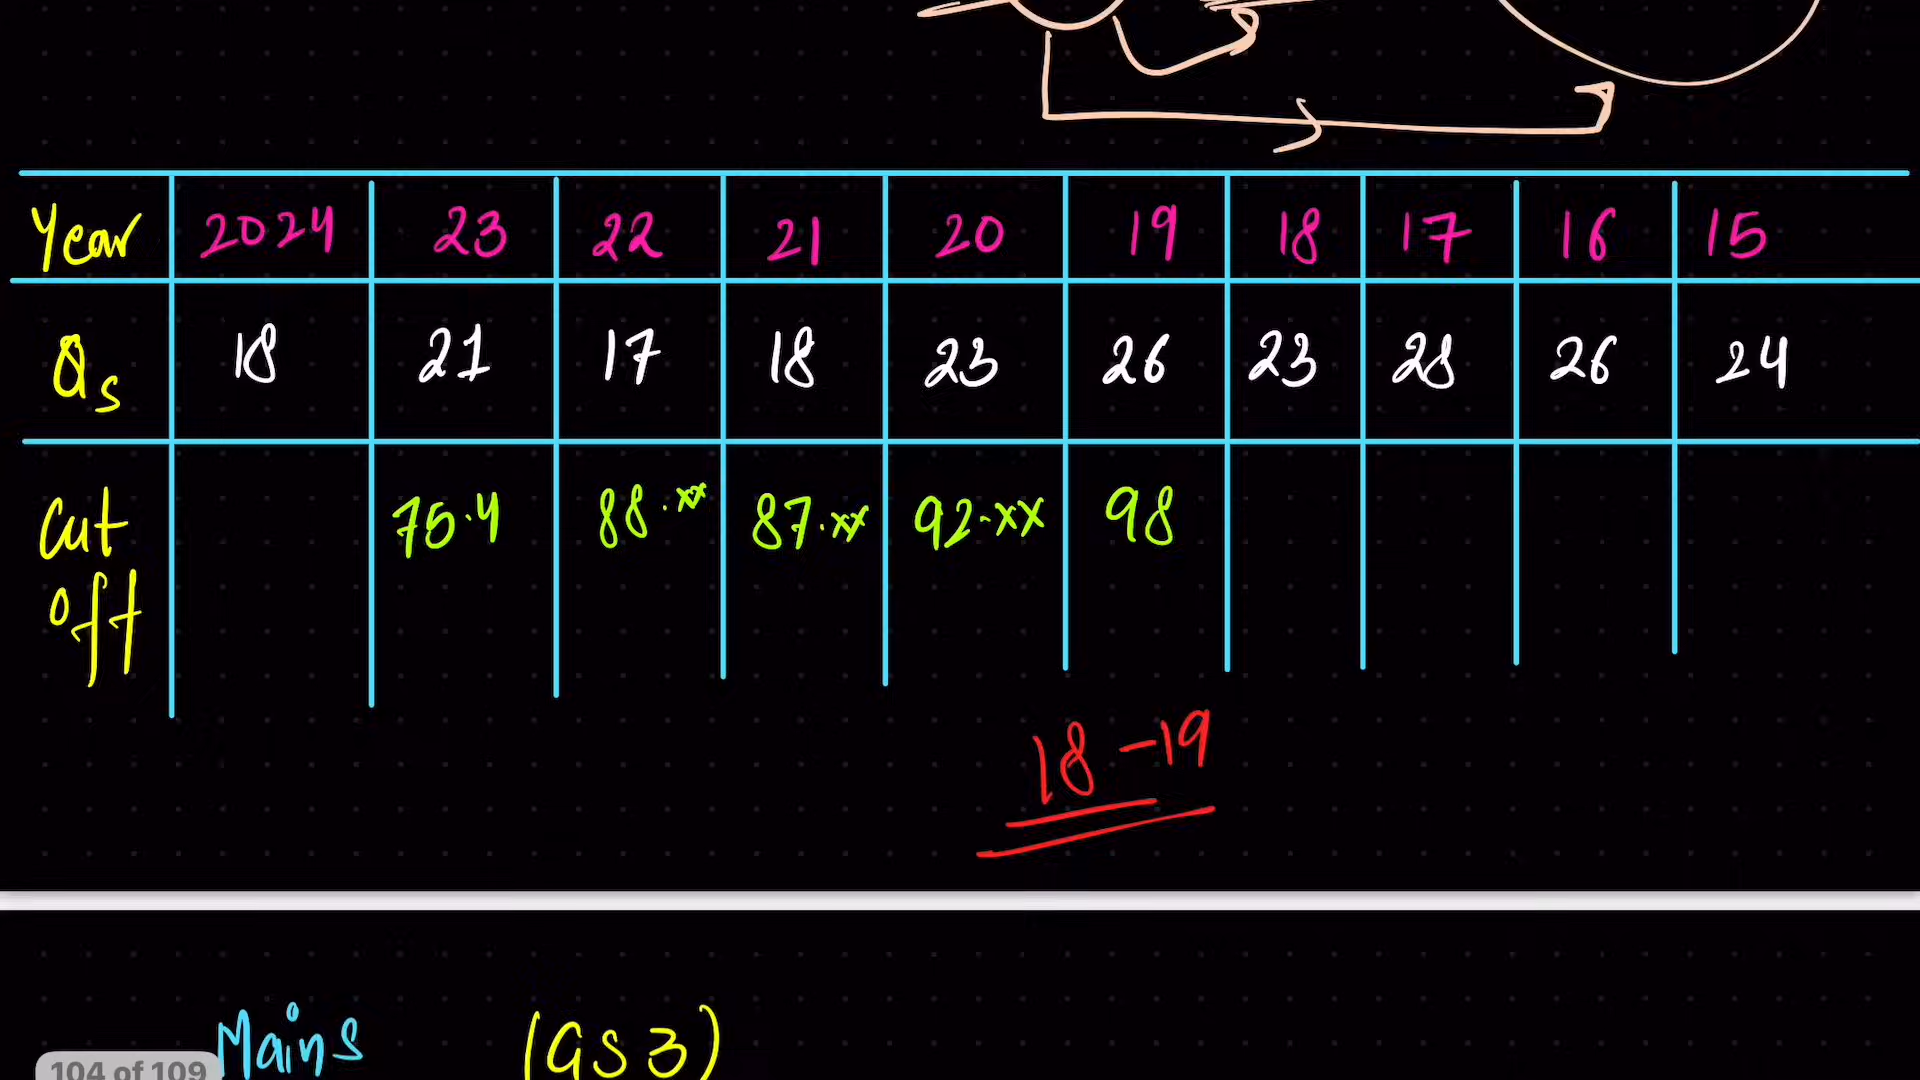 Year 2024 23 22 21 20 19 18 17 16 15
Qs 18 21 17 18 23 26 23 28 26 24
Cut off 75.4 88.xx 87.xx 92.xx 98
18-19
Mains (GS 3)
104 of 109